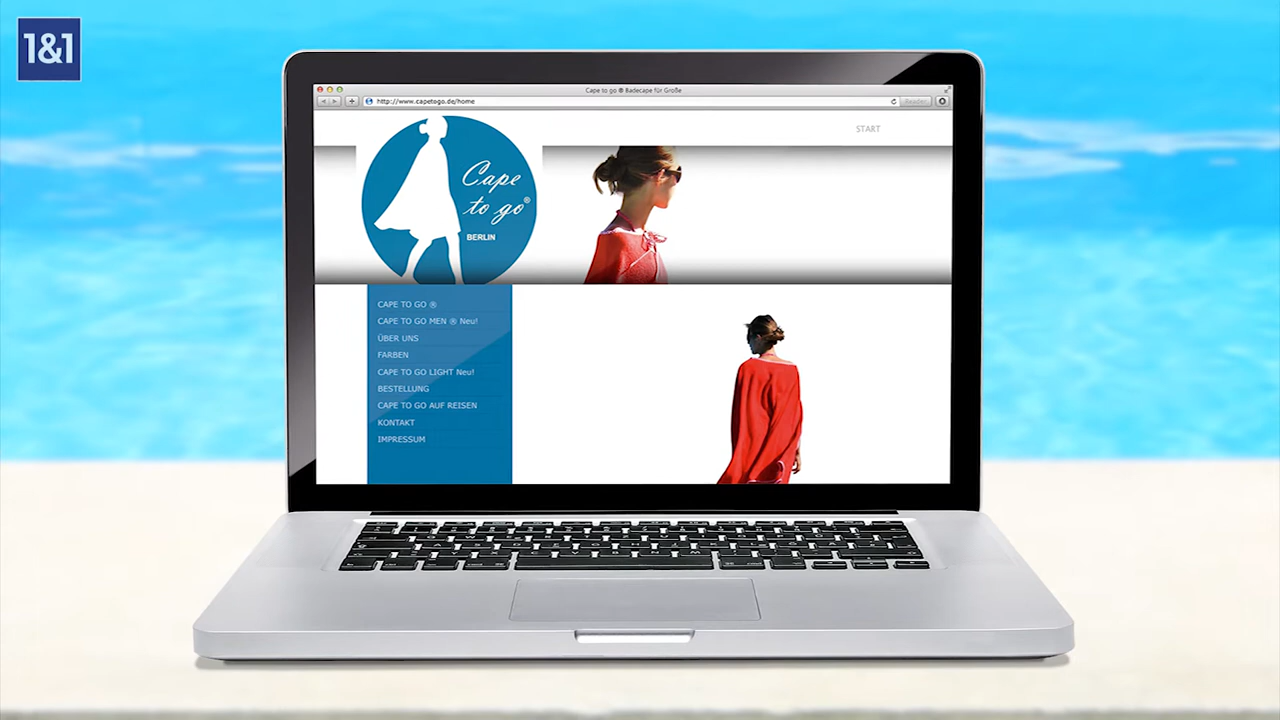 1&1
Cape to go ® Badecape für Große
http://www.capetogo.de/home
Reader
START
Cape
to go®
BERLIN
CAPE TO GO ®
CAPE TO GO MEN ® Neu!
ÜBER UNS
FARBEN
CAPE TO GO LIGHT Neu!
BESTELLUNG
CAPE TO GO AUF REISEN
KONTAKT
IMPRESSUM